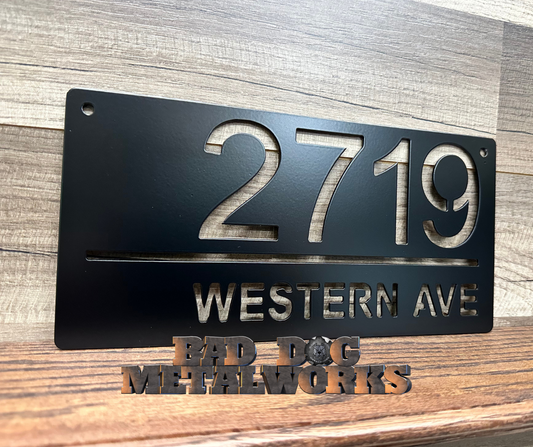 2719
WESTERN AVE
BAD DOG
METALWORKS